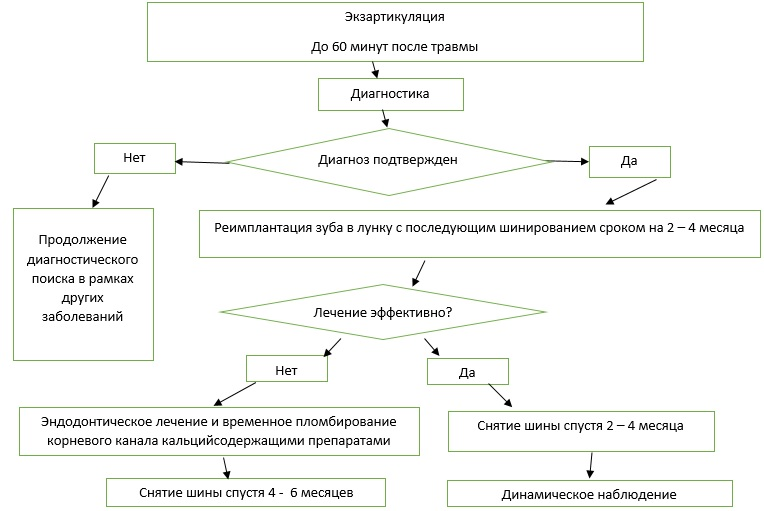 Экзартикуляция
До 60 минут после травмы
Диагностика
Диагноз подтвержден
Нет
Да
Продолжение
диагностического
поиска в рамках
других
заболеваний
Реимплантация зуба в лунку с последующим шинированием сроком на 2 – 4 месяца
Лечение эффективно?
Нет
Да
Эндодонтическое лечение и временное пломбирование
корневого канала кальцийсодержащими препаратами
Снятие шины спустя 2 – 4 месяца
Снятие шины спустя 4 - 6 месяцев
Динамическое наблюдение